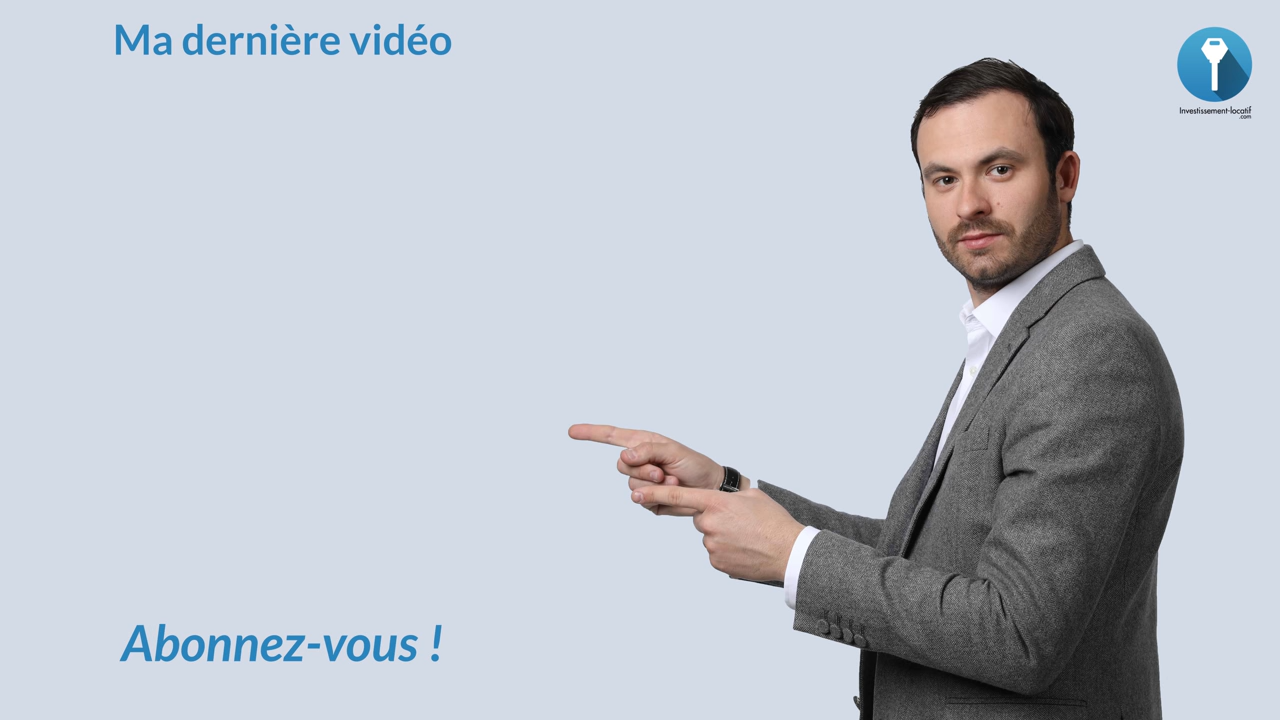 Ma dernière vidéo
Investissement-locatif
.com
Abonnez-vous !